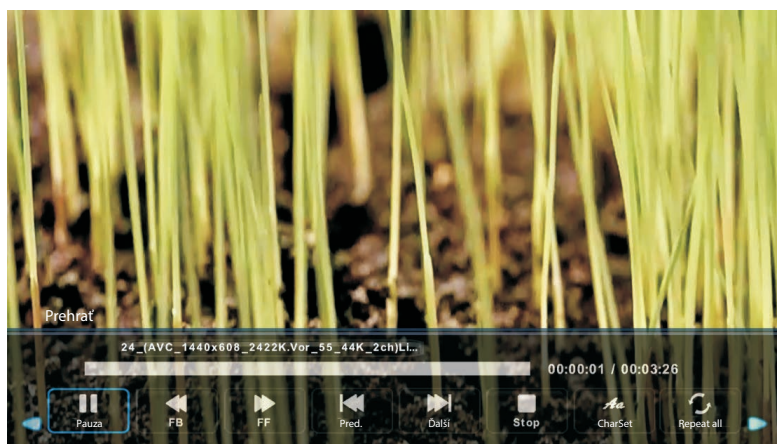 Prehrať
24_(AVC_1440x608_2422K.Vor_55_44K_2ch)Li...
00:00:01 / 00:03:26
Pauza FB FF Pred. Ďalší Stop CharSet Repeat all